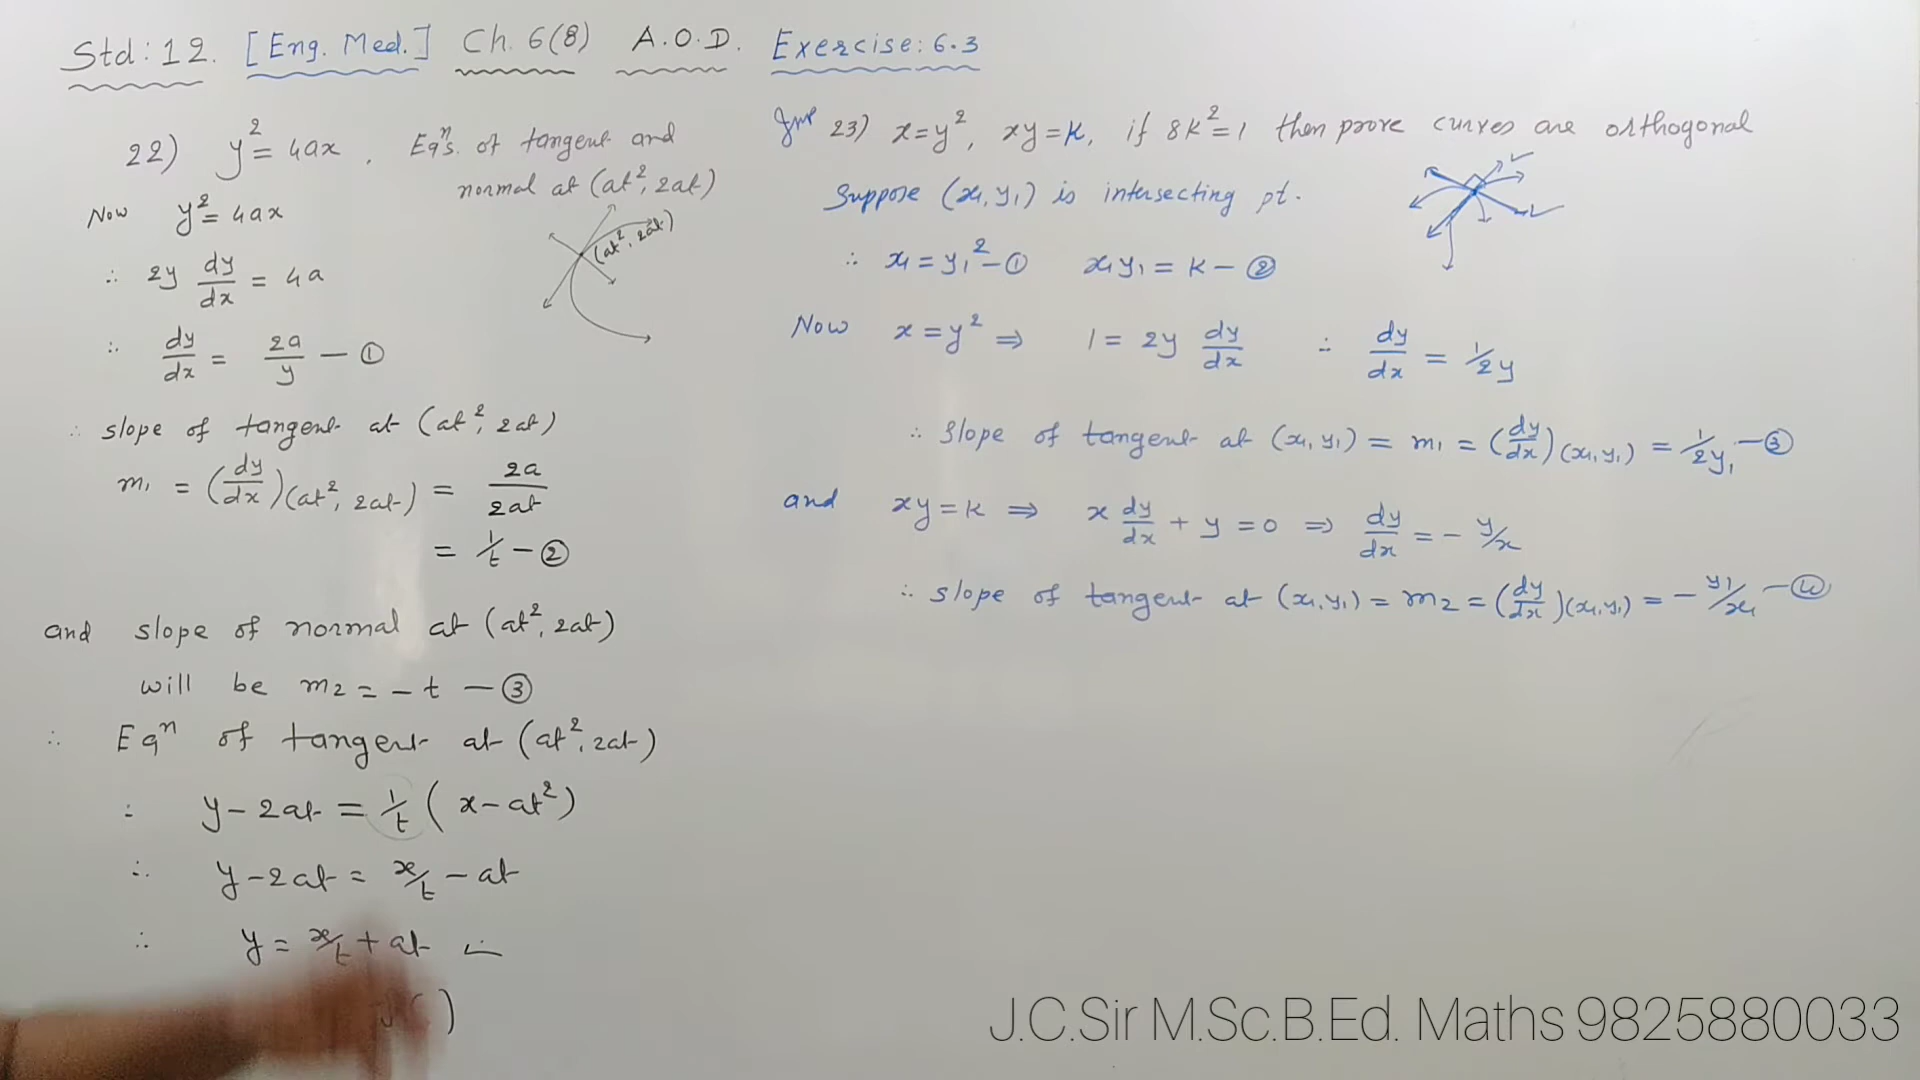 Std: 12. [Eng. Med.] Ch. 6(8) A.O.D. Exercise: 6.3
22) y² = 4ax , Eqⁿs. of tangent and
normal at (at², 2at)
Now y² = 4ax
(at², 2at)
∴ 2y dy/dx = 4a
∴ dy/dx = 2a/y — ①
∴ slope of tangent at (at², 2at)
m₁ = (dy/dx)(at², 2at) = 2a/2at
= 1/t — ②
and slope of normal at (at², 2at)
will be m₂ = - t — ③
∴ Eqⁿ of tangent at (at², 2at)
∴ y - 2at = 1/t ( x - at²)
∴ y - 2at = x/t - at
∴ y = x/t + at
)
Imp 23) x = y², xy = k, if 8k² = 1 then prove curves are orthogonal
Suppose (x₁, y₁) is intersecting pt.
∴ x₁ = y₁² — ① x₁y₁ = k — ②
Now x = y² ⇒ 1 = 2y dy/dx ∴ dy/dx = 1/2y
∴ slope of tangent at (x₁, y₁) = m₁ = (dy/dx)(x₁, y₁) = 1/2y₁ — ③
and xy = k ⇒ x dy/dx + y = 0 ⇒ dy/dx = - y/x
∴ slope of tangent at (x₁, y₁) = m₂ = (dy/dx)(x₁, y₁) = - y₁/x₁ — ④
J.C.Sir M.Sc.B.Ed. Maths 9825880033